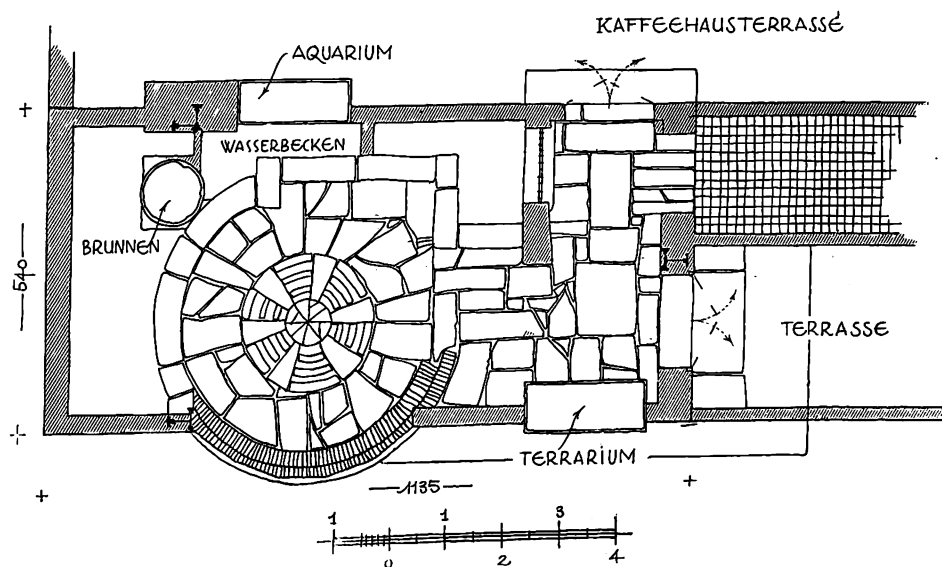 KAFFEEHAUSTERRASSE
AQUARIUM
WASSERBECKEN
BRUNNEN
540
TERRASSE
TERRARIUM
1135
1 1 3
0 2 4